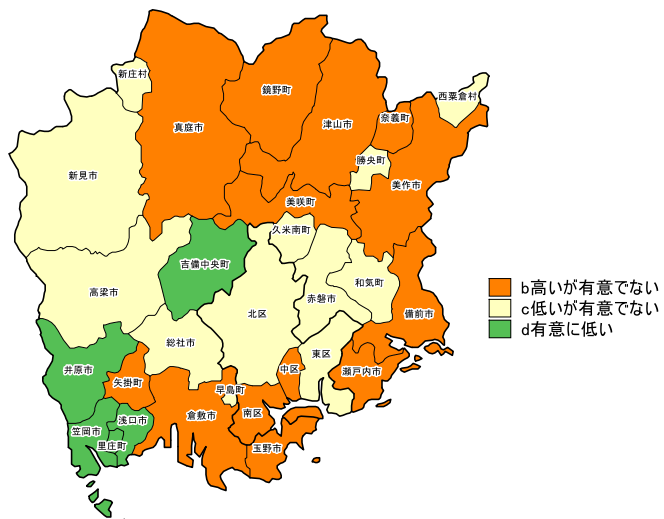 新庄村
西粟倉村
鏡野町
奈義町
津山市
真庭市
勝央町
新見市
美作市
美咲町
久米南町
吉備中央町
和気町
高梁市
赤磐市
北区
備前市
b高いが有意でない
c低いが有意でない
d有意に低い
総社市
東区
井原市
中区
瀬戸内市
矢掛町
早島町
倉敷市
南区
浅口市
笠岡市
里庄町
玉野市